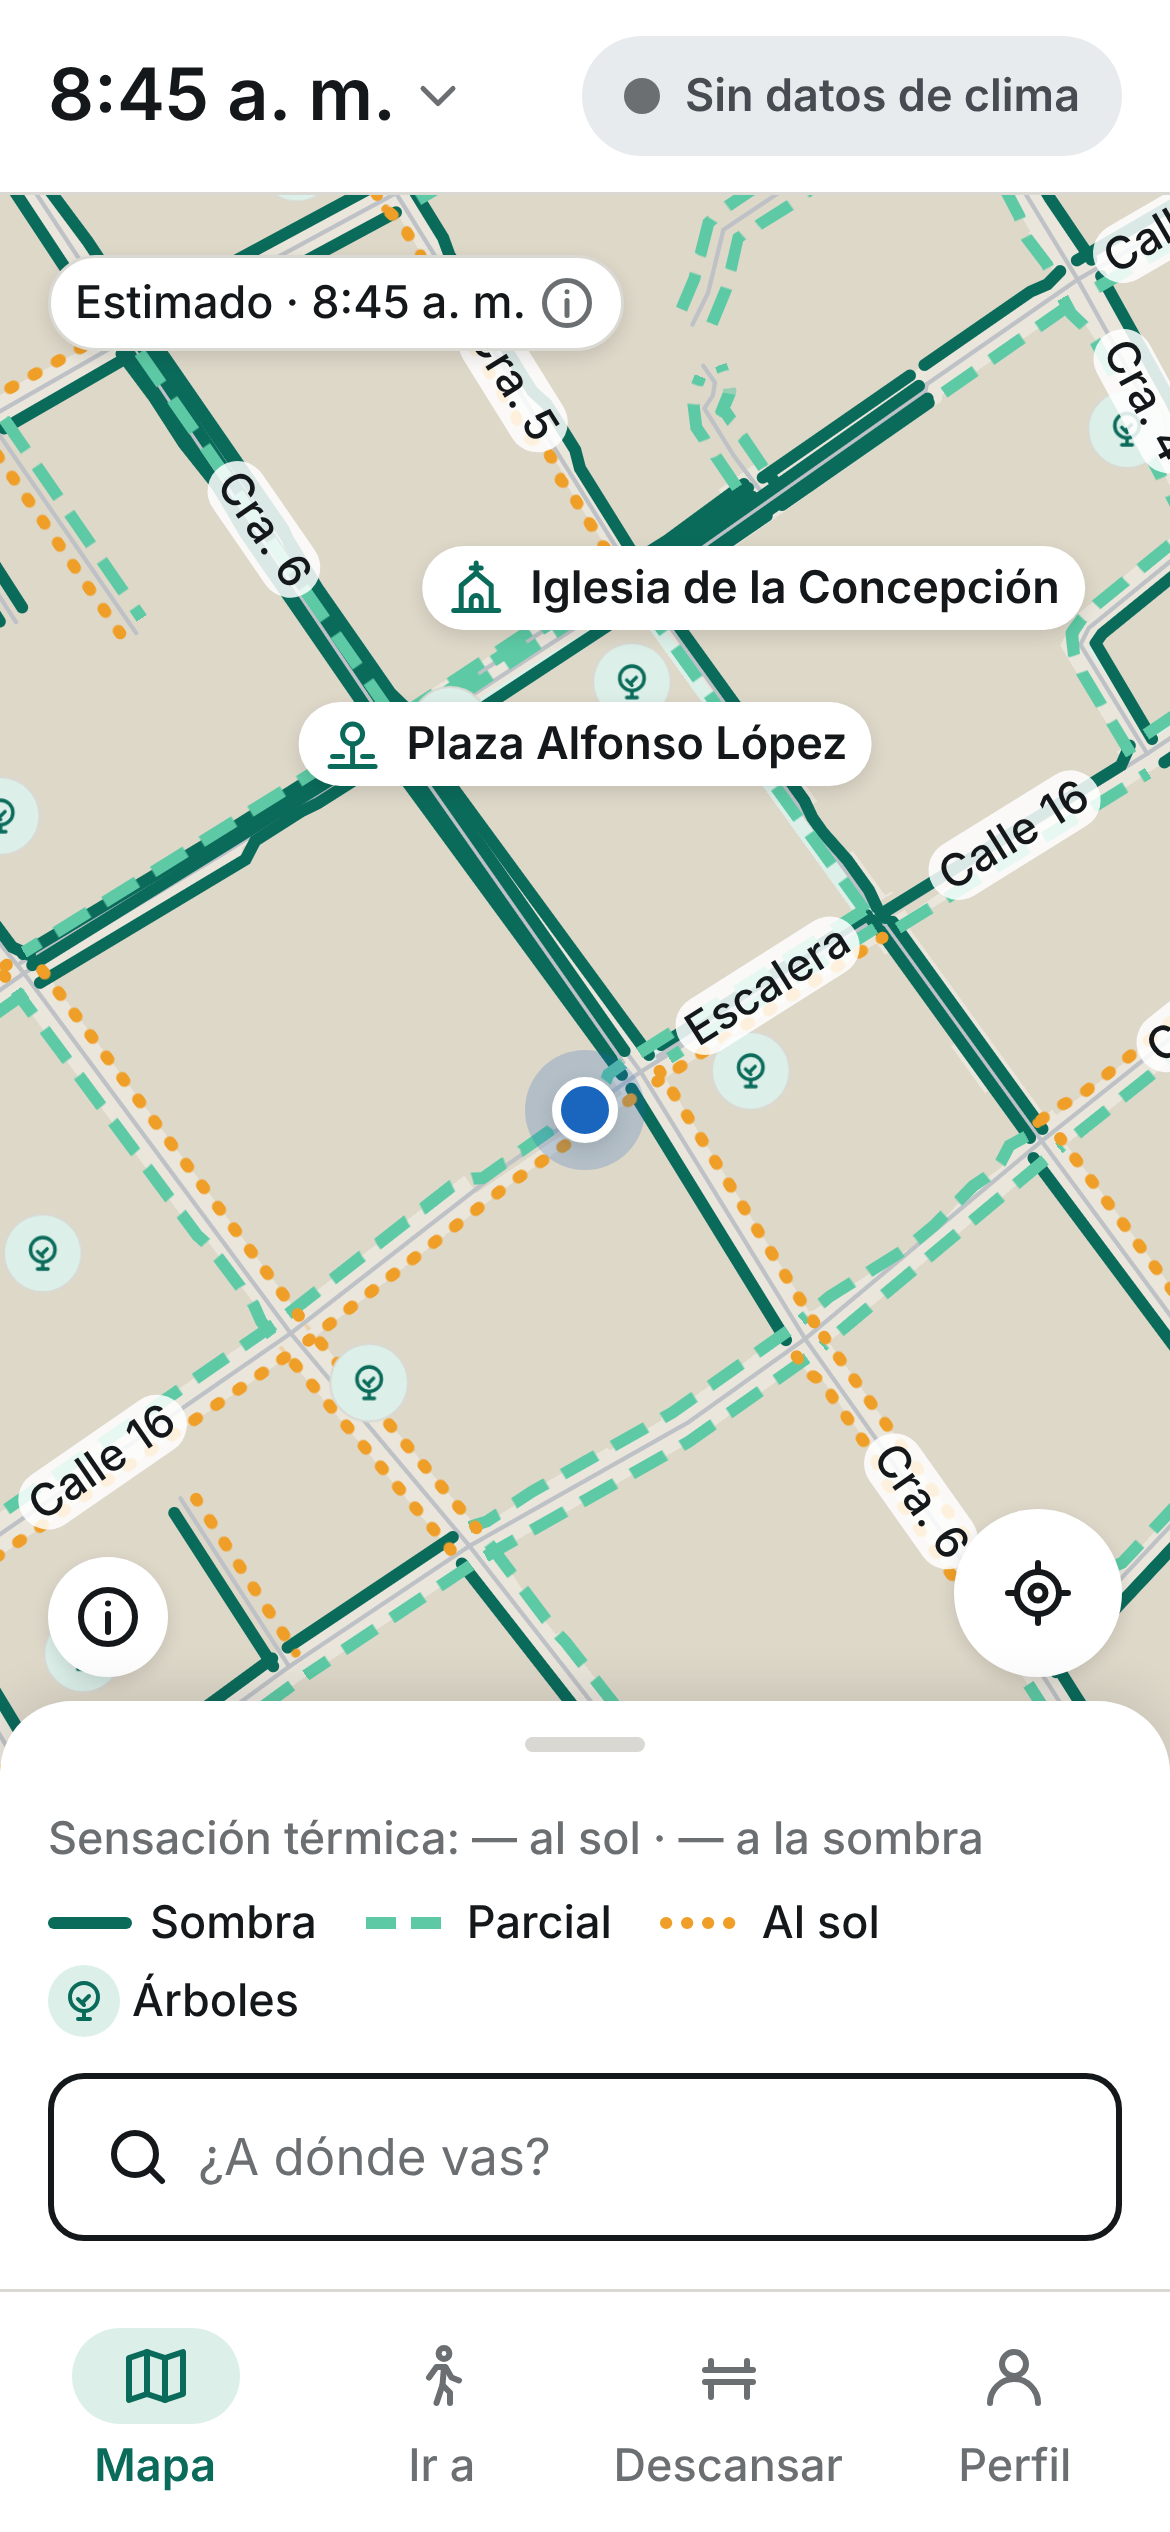 8:45 a. m.
Sin datos de clima
Estimado · 8:45 a. m.
Cra. 5
Cra. 4
Cra. 6
Iglesia de la Concepción
Plaza Alfonso López
Calle 16
Escalera
Calle 16
Cra. 6
Sensación térmica: — al sol · — a la sombra
Sombra
Parcial
Al sol
Árboles
¿A dónde vas?
Mapa
Ir a
Descansar
Perfil